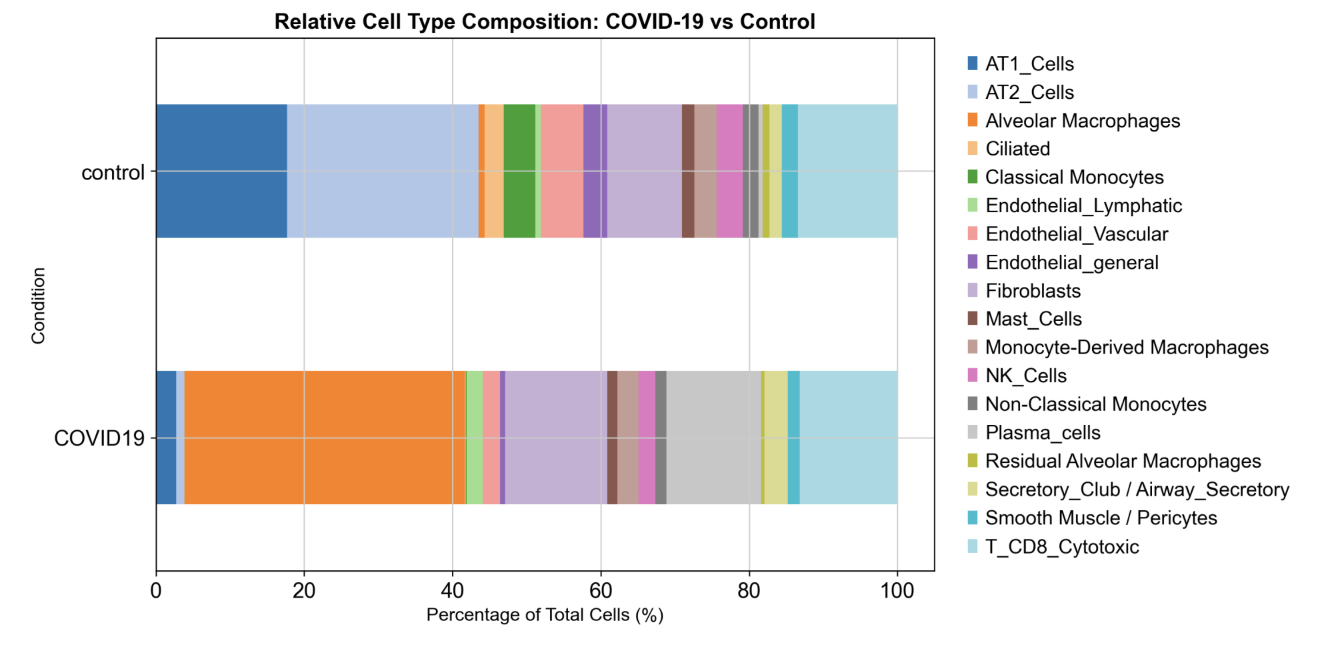 Relative Cell Type Composition: COVID-19 vs Control
Condition
control
COVID19
0 20 40 60 80 100
Percentage of Total Cells (%)
AT1_Cells
AT2_Cells
Alveolar Macrophages
Ciliated
Classical Monocytes
Endothelial_Lymphatic
Endothelial_Vascular
Endothelial_general
Fibroblasts
Mast_Cells
Monocyte-Derived Macrophages
NK_Cells
Non-Classical Monocytes
Plasma_cells
Residual Alveolar Macrophages
Secretory_Club / Airway_Secretory
Smooth Muscle / Pericytes
T_CD8_Cytotoxic